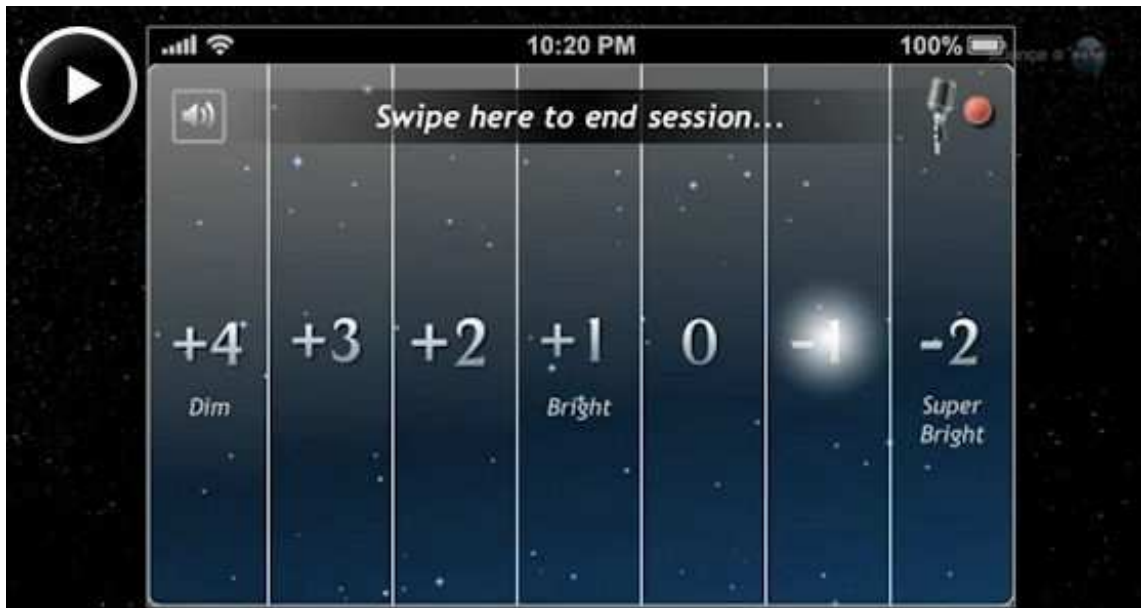 10:20 PM
100%
Swipe here to end session...
+4 +3 +2 +1 0 -1 -2
Dim Bright Super
Bright